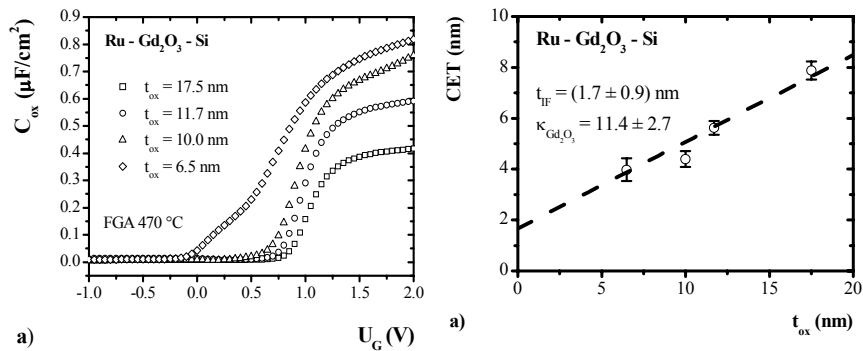 0.9
0.8
0.7
0.6
0.5
0.4
0.3
0.2
0.1
0.0
C_ox (µF/cm²)
Ru - Gd₂O₃ - Si
t_ox = 17.5 nm
t_ox = 11.7 nm
t_ox = 10.0 nm
t_ox = 6.5 nm
FGA 470 °C
-1.0 -0.5 0.0 0.5 1.0 1.5 2.0
a) U_G (V)
10
8
6
4
2
0
CET (nm)
Ru - Gd₂O₃ - Si
t_IF = (1.7 ± 0.9) nm
κ_Gd₂O₃ = 11.4 ± 2.7
0 5 10 15 20
a) t_ox (nm)